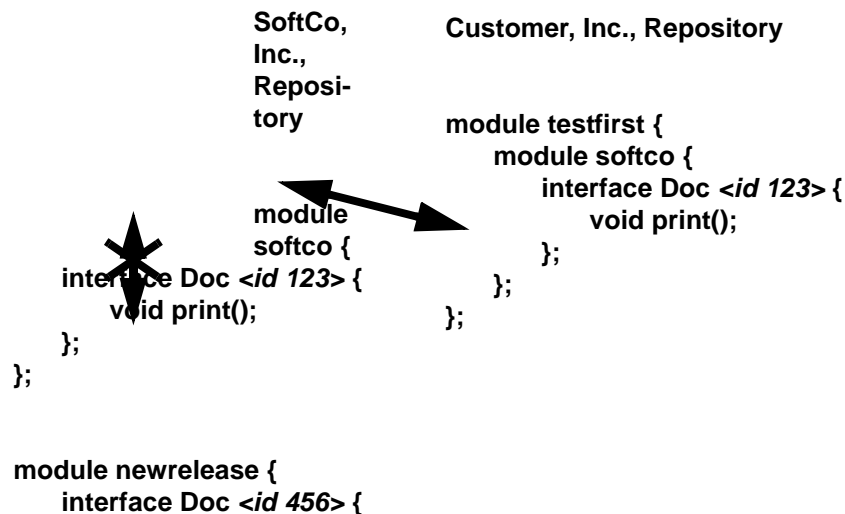 SoftCo,
Inc.,
Reposi-
tory
module
softco {
interface Doc <id 123> {
void print();
};
};
module newrelease {
interface Doc <id 456> {
Customer, Inc., Repository
module testfirst {
module softco {
interface Doc <id 123> {
void print();
};
};
};